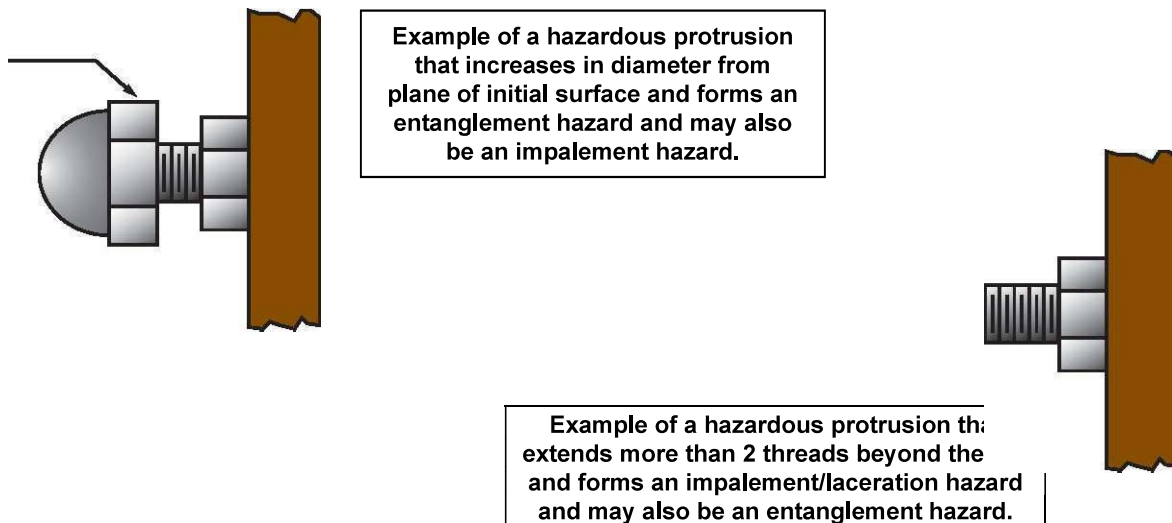 Example of a hazardous protrusion
that increases in diameter from
plane of initial surface and forms an
entanglement hazard and may also
be an impalement hazard.
Example of a hazardous protrusion
extends more than 2 threads beyond the
and forms an impalement/laceration hazard
and may also be an entanglement hazard.